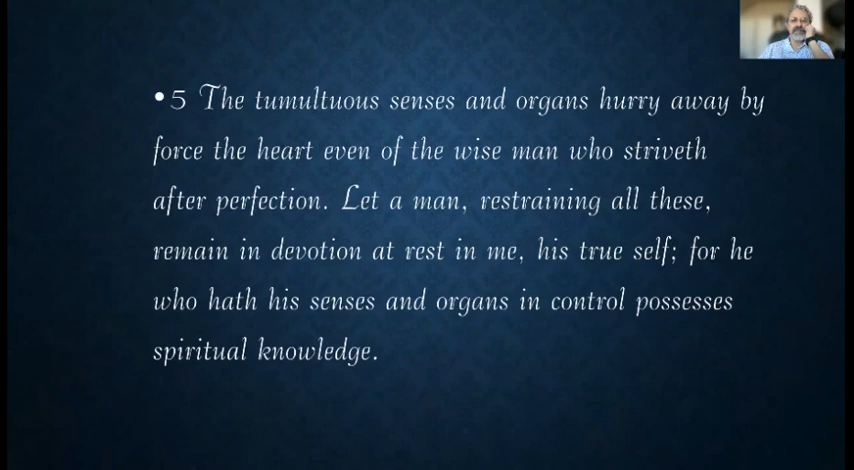 •5 The tumultuous senses and organs hurry away by
force the heart even of the wise man who striveth
after perfection. Let a man, restraining all these,
remain in devotion at rest in me, his true self; for he
who hath his senses and organs in control possesses
spiritual knowledge.